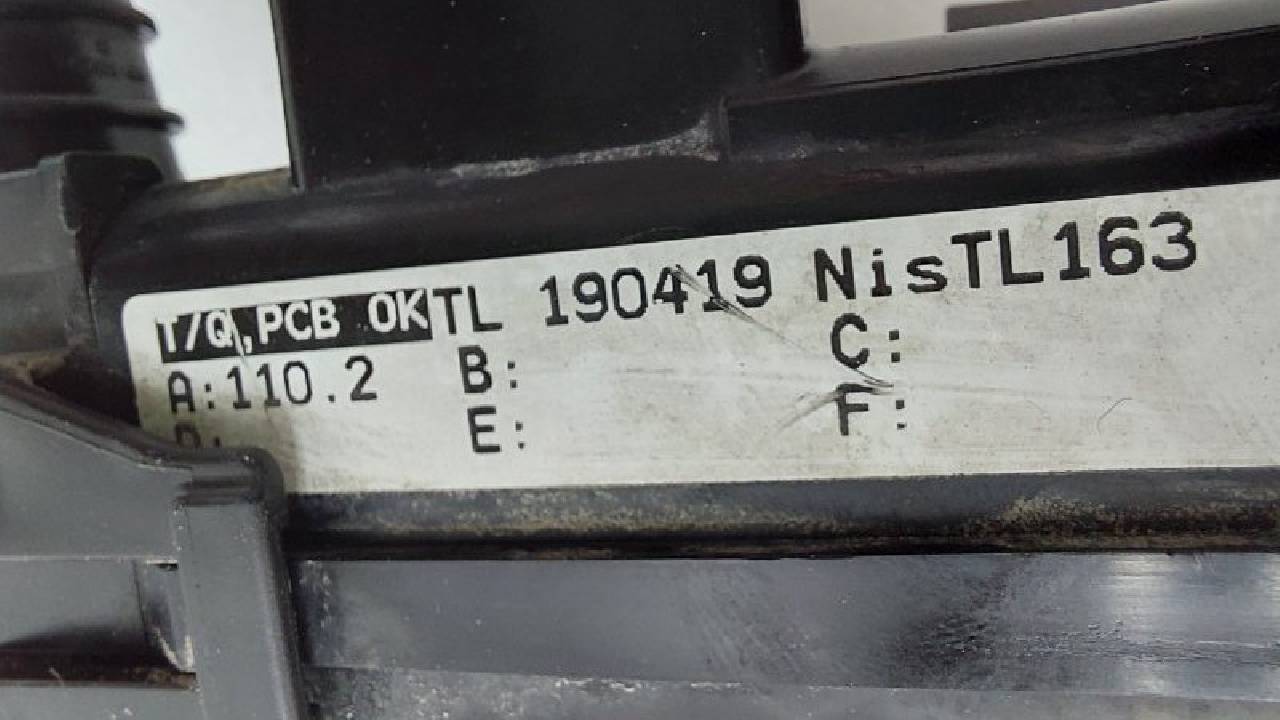 T/Q,PCB OKTL 190419 NisTL163
A:110.2 B: C:
E: F: